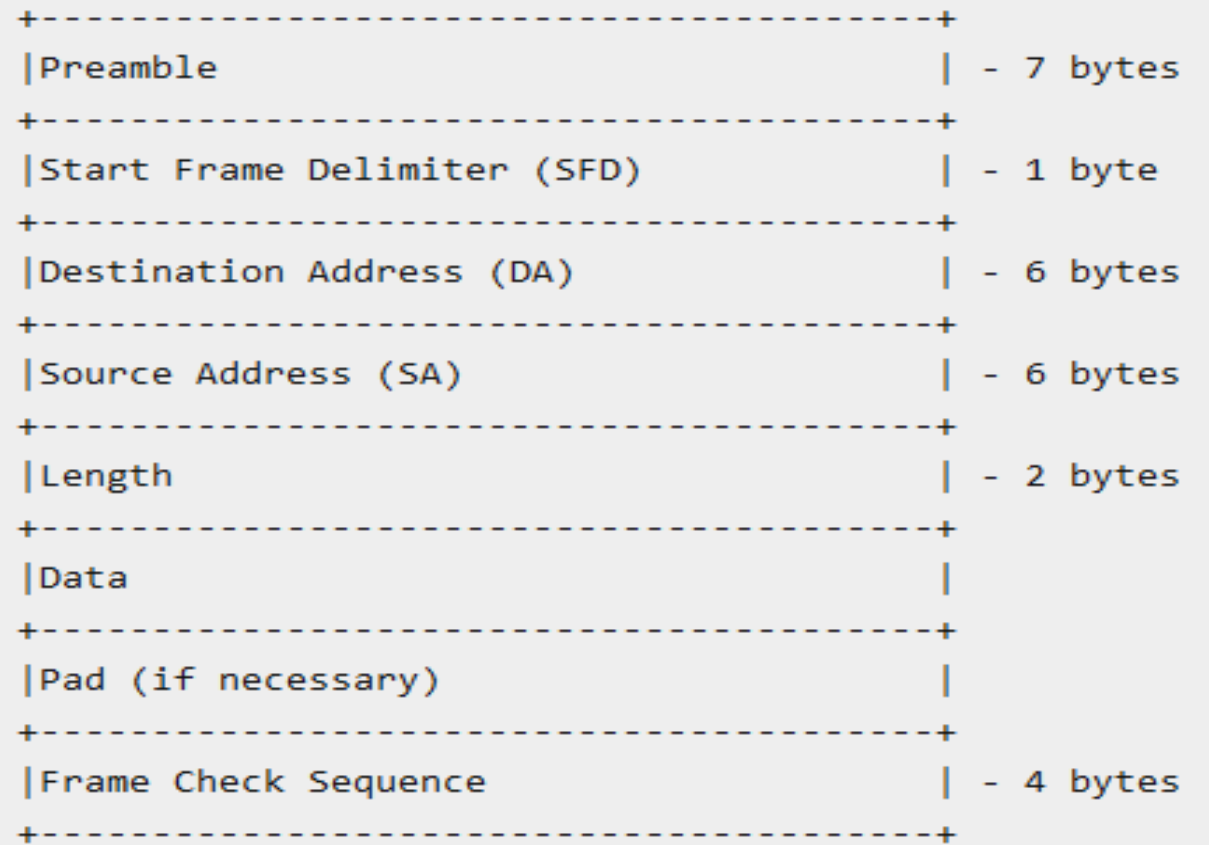 +-----------------------------------------+
|Preamble | - 7 bytes
+-----------------------------------------+
|Start Frame Delimiter (SFD) | - 1 byte
+-----------------------------------------+
|Destination Address (DA) | - 6 bytes
+-----------------------------------------+
|Source Address (SA) | - 6 bytes
+-----------------------------------------+
|Length | - 2 bytes
+-----------------------------------------+
|Data |
+-----------------------------------------+
|Pad (if necessary) |
+-----------------------------------------+
|Frame Check Sequence | - 4 bytes
+-----------------------------------------+